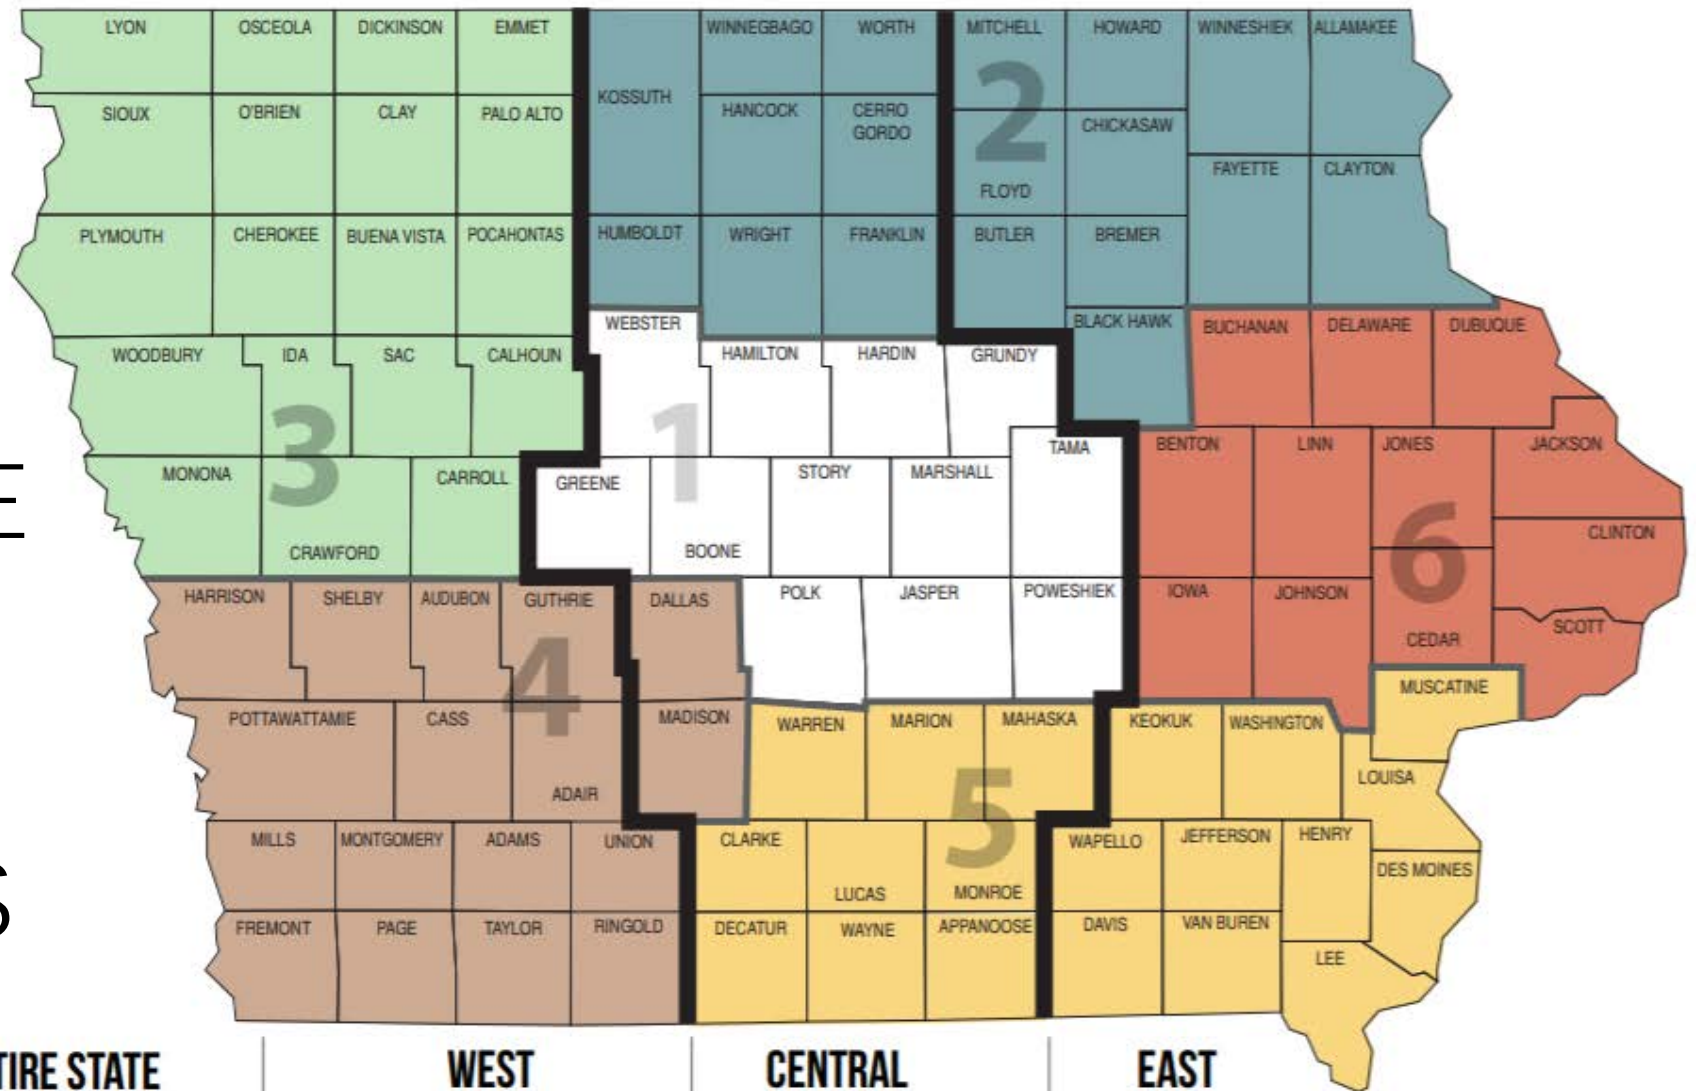 LYON OSCEOLA DICKINSON EMMET WINNEGBAGO WORTH MITCHELL HOWARD WINNESHIEK ALLAMAKEE
KOSSUTH
2
SIOUX O'BRIEN CLAY PALO ALTO HANCOCK CERRO
GORDO
CHICKASAW
FAYETTE CLAYTON
FLOYD
PLYMOUTH CHEROKEE BUENA VISTA POCAHONTAS HUMBOLDT WRIGHT FRANKLIN BUTLER BREMER
WEBSTER BLACK HAWK BUCHANAN DELAWARE DUBUQUE
WOODBURY IDA SAC CALHOUN HAMILTON HARDIN GRUNDY
3
1
TAMA BENTON LINN JONES JACKSON
MONONA CARROLL GREENE STORY MARSHALL
CRAWFORD BOONE CLINTON
6
HARRISON SHELBY AUDUBON GUTHRIE DALLAS POLK JASPER POWESHIEK IOWA JOHNSON
CEDAR SCOTT
4
MUSCATINE
POTTAWATTAMIE CASS MADISON WARREN MARION MAHASKA KEOKUK WASHINGTON
ADAIR LOUISA
5
MILLS MONTGOMERY ADAMS UNION CLARKE WAPELLO JEFFERSON HENRY
LUCAS MONROE DES MOINES
FREMONT PAGE TAYLOR RINGOLD DECATUR WAYNE APPANOOSE DAVIS VAN BUREN
LEE
TIRE STATE WEST CENTRAL EAST